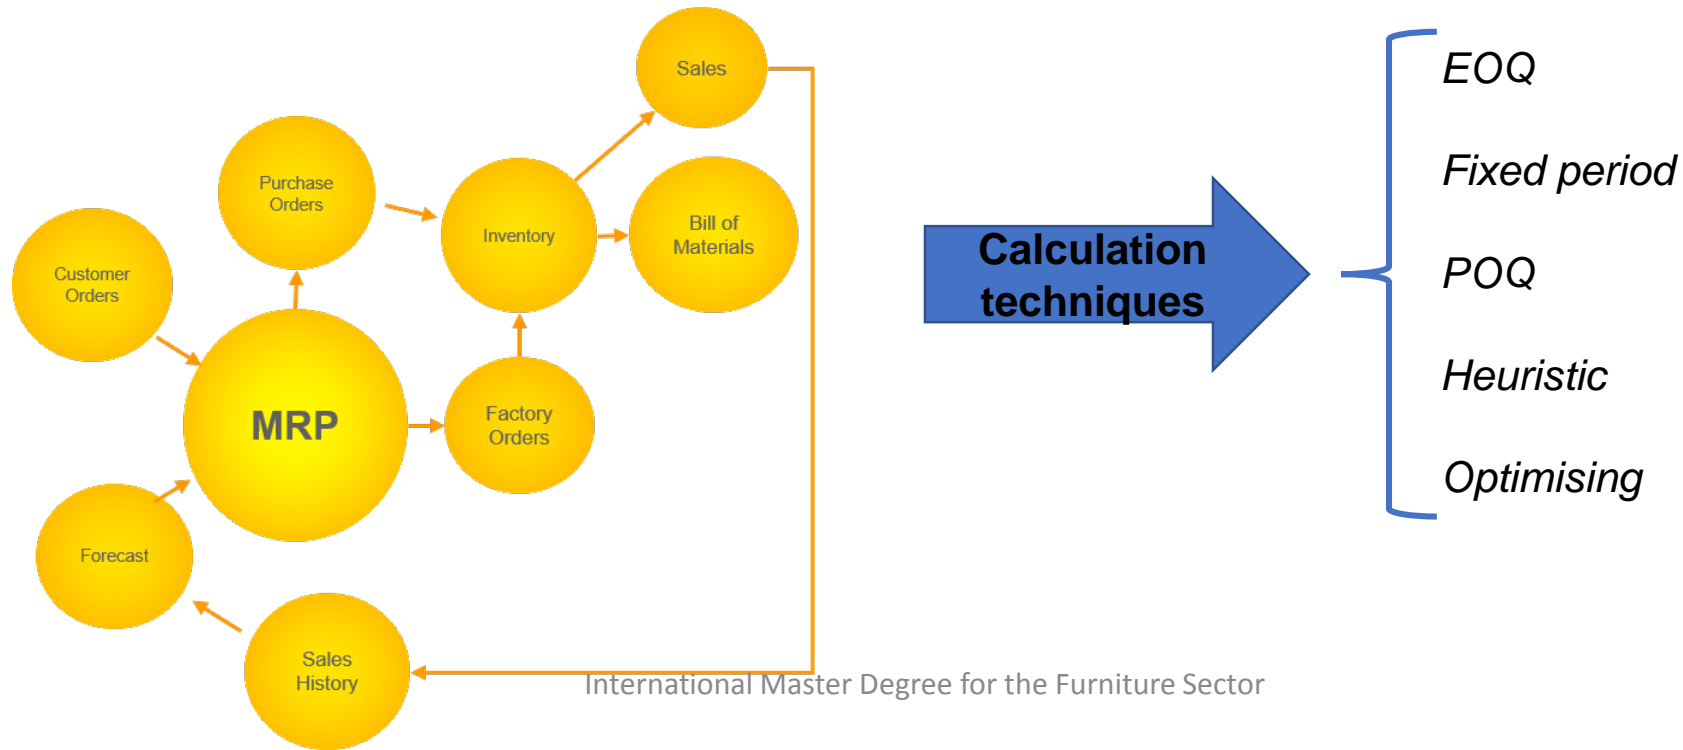 Sales
Purchase
Orders
Inventory
Bill of
Materials
Customer
Orders
MRP
Factory
Orders
Forecast
Sales
History
Calculation
techniques
EOQ
Fixed period
POQ
Heuristic
Optimising
International Master Degree for the Furniture Sector